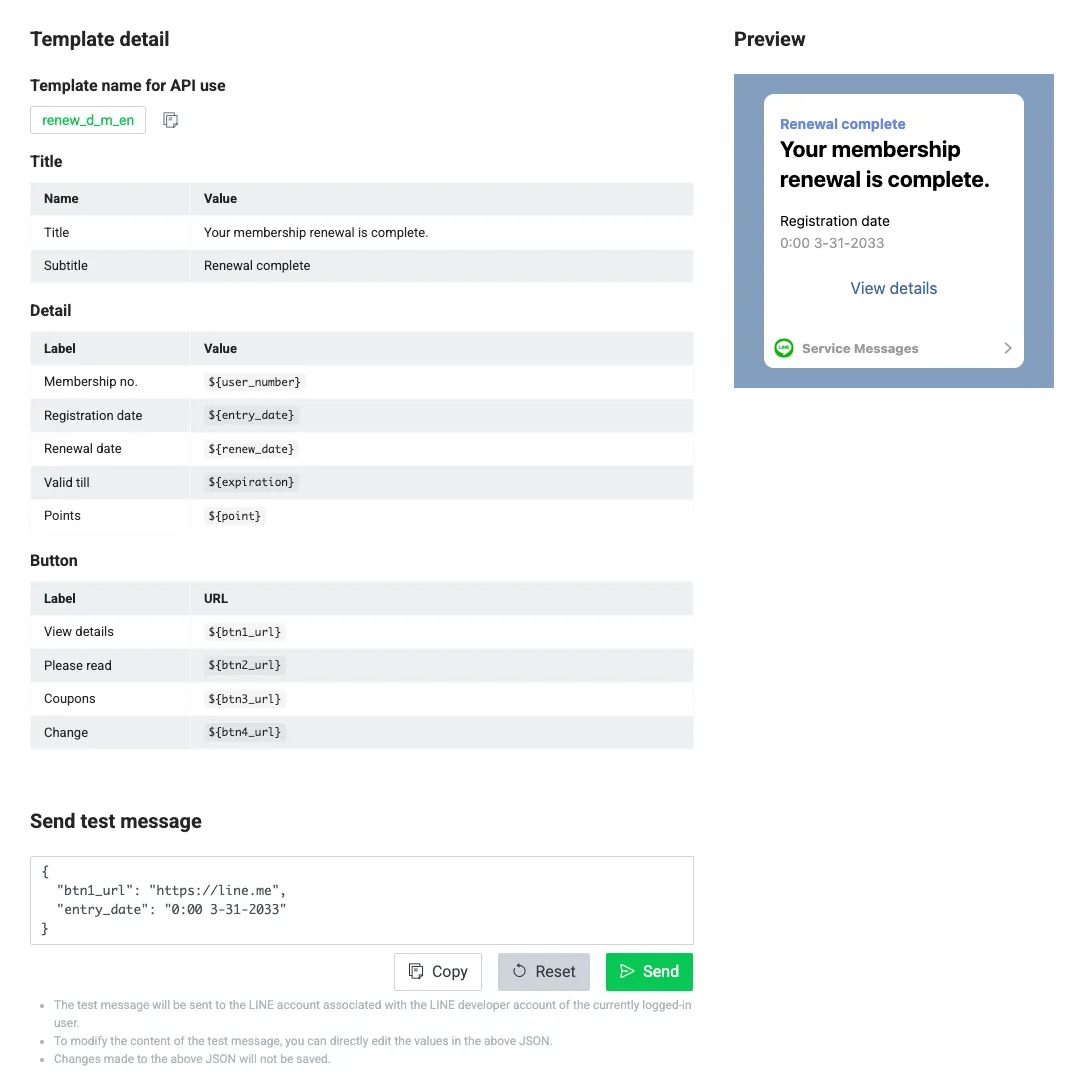 Template detail
Template name for API use
renew_d_m_en
Title
Name Value
Title Your membership renewal is complete.
Subtitle Renewal complete
Detail
Label Value
Membership no. ${user_number}
Registration date ${entry_date}
Renewal date ${renew_date}
Valid till ${expiration}
Points ${point}
Button
Label URL
View details ${btn1_url}
Please read ${btn2_url}
Coupons ${btn3_url}
Change ${btn4_url}
Send test message
{
"btn1_url": "https://line.me",
"entry_date": "0:00 3-31-2033"
}
Copy Reset Send
The test message will be sent to the LINE account associated with the LINE developer account of the currently logged-in
user.
To modify the content of the test message, you can directly edit the values in the above JSON.
Changes made to the above JSON will not be saved.
Preview
Renewal complete
Your membership
renewal is complete.
Registration date
0:00 3-31-2033
View details
LINE Service Messages